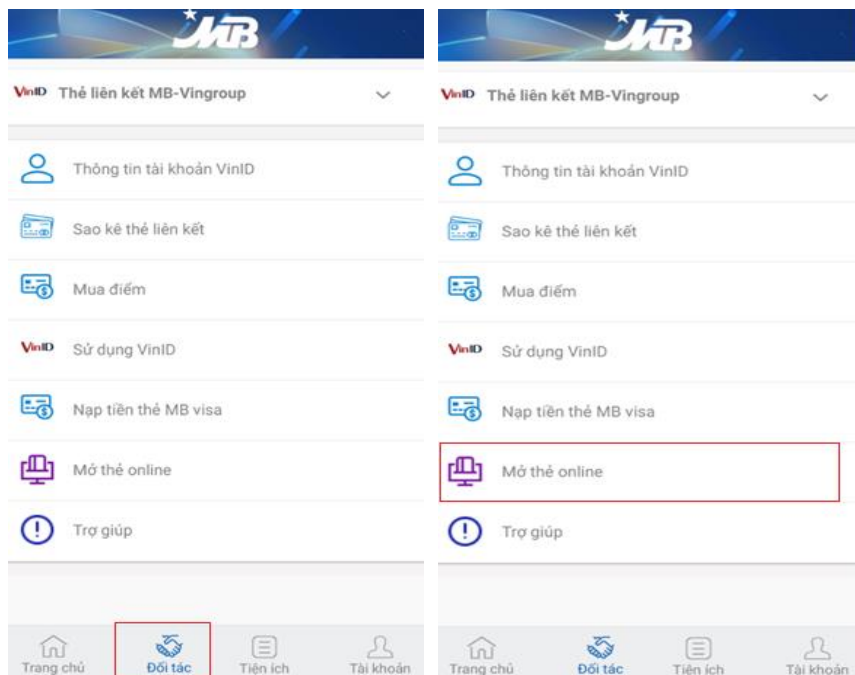 MB
VinID Thẻ liên kết MB-Vingroup
Thông tin tài khoản VinID
Sao kê thẻ liên kết
Mua điểm
VinID Sử dụng VinID
Nạp tiền thẻ MB visa
Mở thẻ online
Trợ giúp
Trang chủ Đối tác Tiện ích Tài khoản
MB
VinID Thẻ liên kết MB-Vingroup
Thông tin tài khoản VinID
Sao kê thẻ liên kết
Mua điểm
VinID Sử dụng VinID
Nạp tiền thẻ MB visa
Mở thẻ online
Trợ giúp
Trang chủ Đối tác Tiện ích Tài khoản